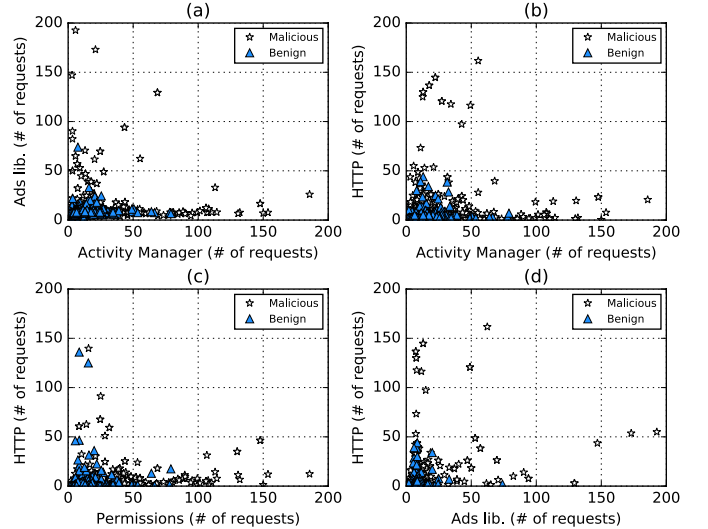 (a)
200
150
100
50
0
Ads lib. (# of requests)
Malicious
Benign
0 50 100 150 200
Activity Manager (# of requests)
(b)
200
150
100
50
0
HTTP (# of requests)
Malicious
Benign
0 50 100 150 200
Activity Manager (# of requests)
(c)
200
150
100
50
0
HTTP (# of requests)
Malicious
Benign
0 50 100 150 200
Permissions (# of requests)
(d)
200
150
100
50
0
HTTP (# of requests)
Malicious
Benign
0 50 100 150 200
Ads lib. (# of requests)